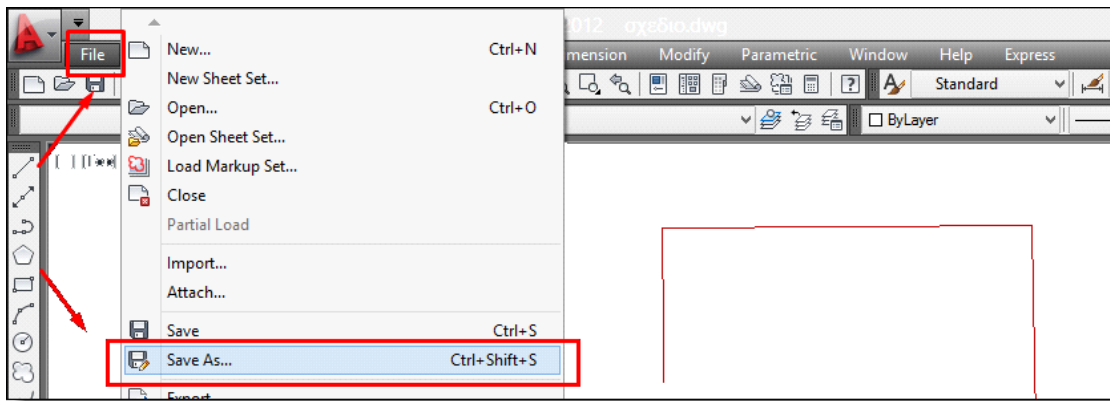 2012 σχεδιο.dwg
File
mension Modify Parametric Window Help Express
Standard
ByLayer
New... Ctrl+N
New Sheet Set...
Open... Ctrl+O
Open Sheet Set...
Load Markup Set...
Close
Partial Load
Import...
Attach...
Save Ctrl+S
Save As... Ctrl+Shift+S
Export